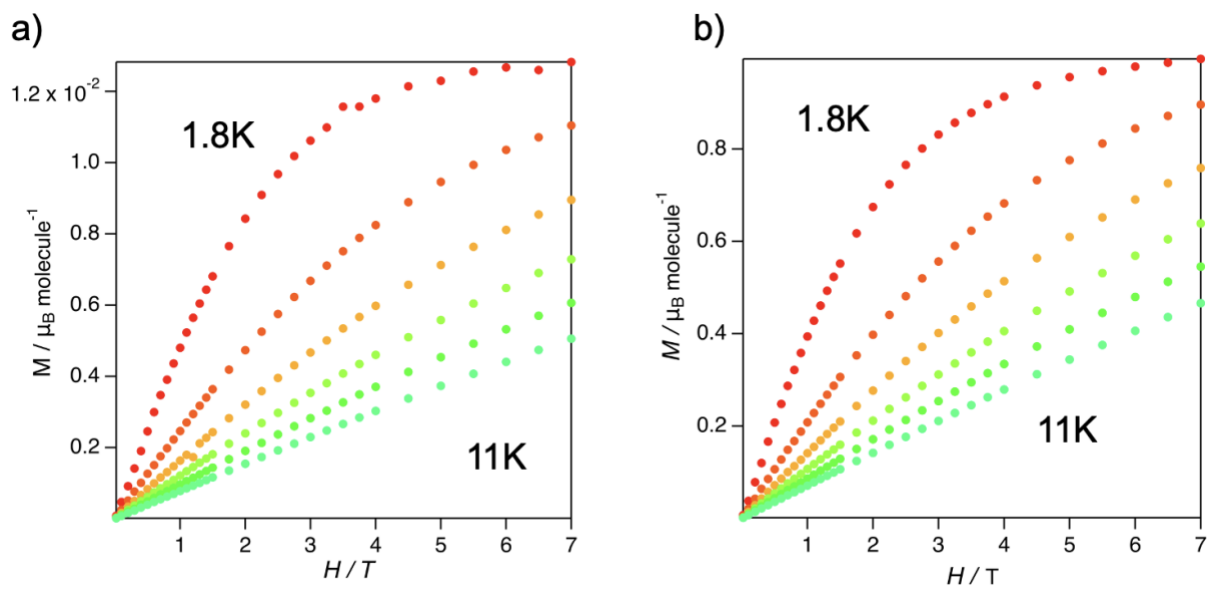 a)
1.2 x 10⁻²
1.0
0.8
0.6
0.4
0.2
M / μB molecule⁻¹
1.8K
11K
1 2 3 4 5 6 7
H / T
b)
0.8
0.6
0.4
0.2
M / μB molecule⁻¹
1.8K
11K
1 2 3 4 5 6 7
H / T